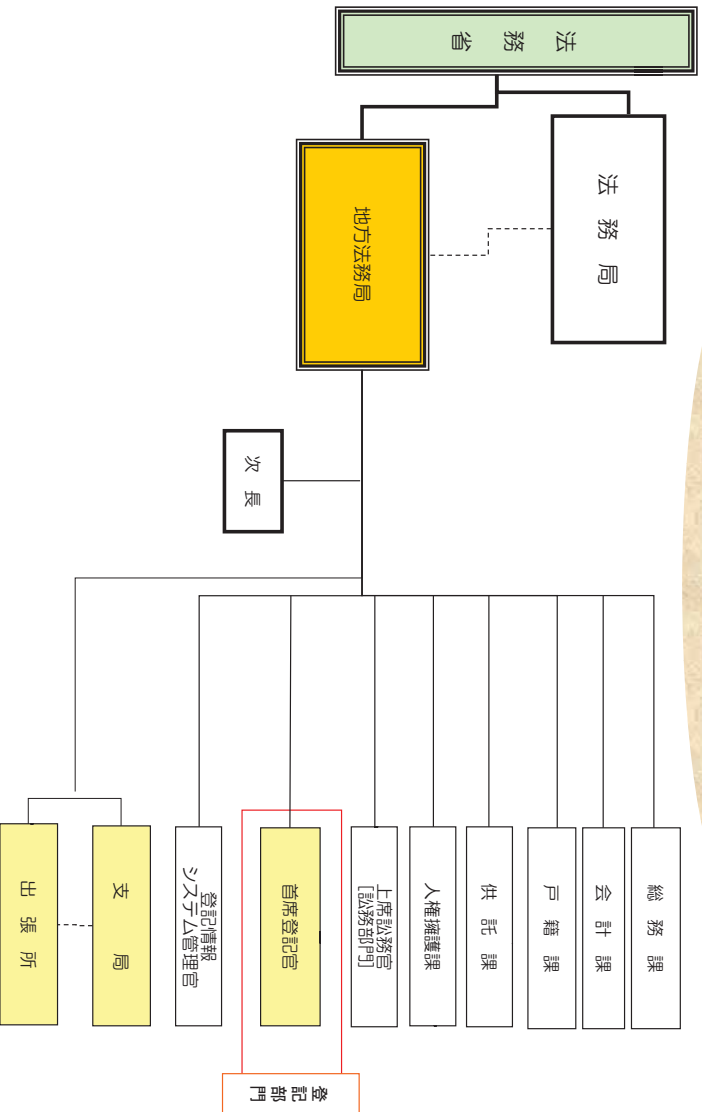 法務省
法務局
地方法務局
次長
総務課
会計課
戸籍課
供託課
人権擁護課
上席訟務官
[訟務部門]
首席登記官
登記情報
システム管理官
支局
出張所
登記部門